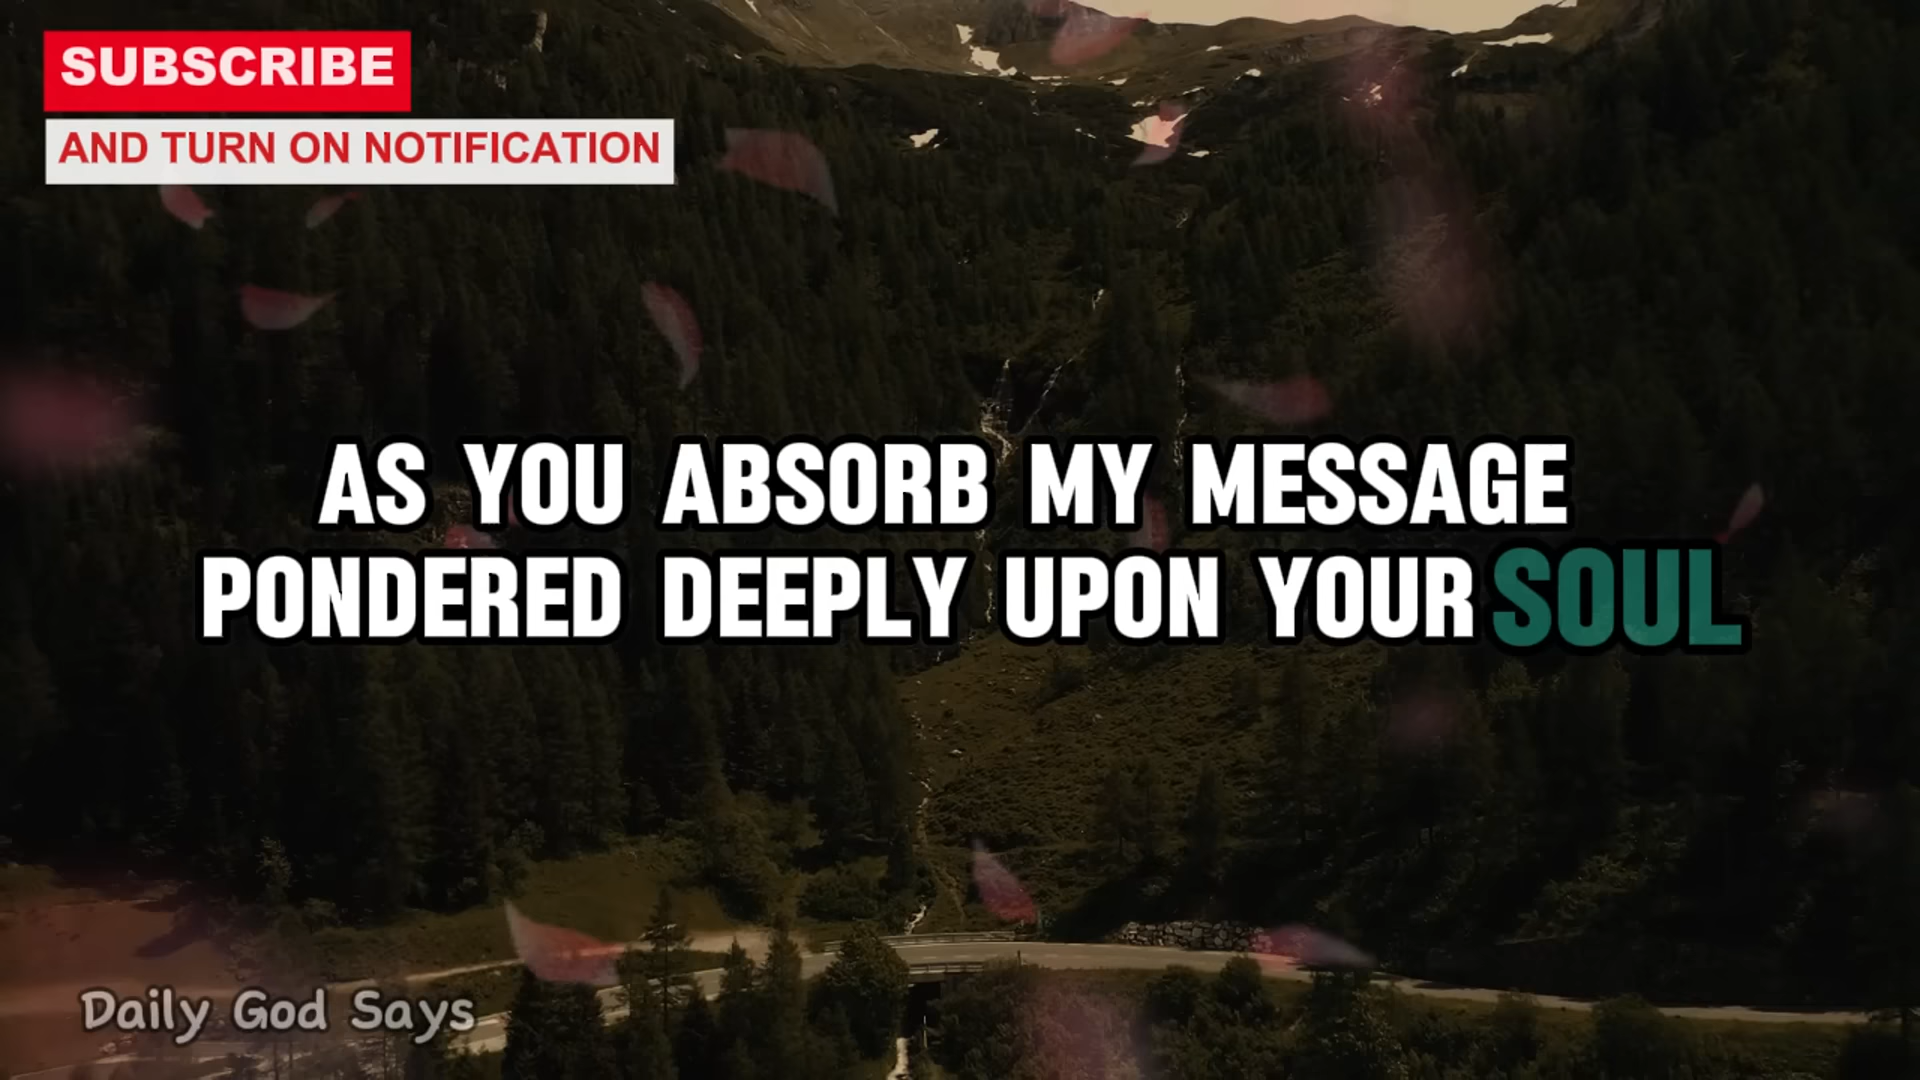 SUBSCRIBE
AND TURN ON NOTIFICATION
AS YOU ABSORB MY MESSAGE
PONDERED DEEPLY UPON YOUR SOUL
Daily God Says